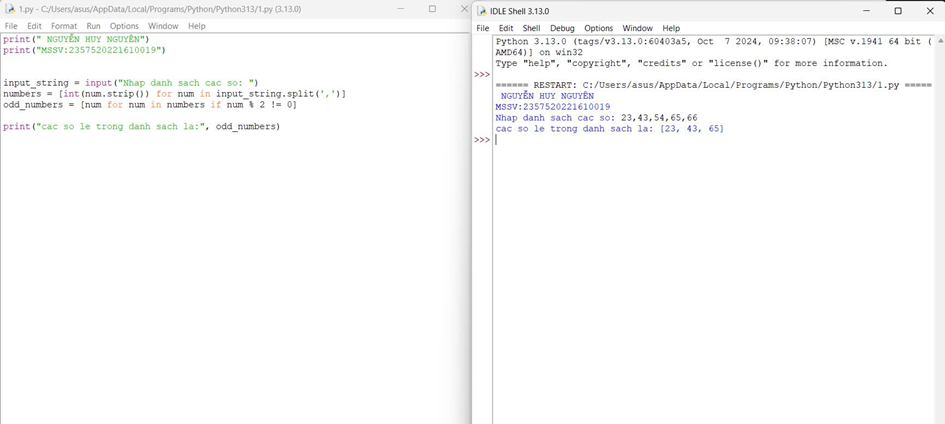 1.py - C:/Users/asus/AppData/Local/Programs/Python/Python313/1.py (3.13.0)
File Edit Format Run Options Window Help
print(" NGUYỄN HUY NGUYÊN")
print("MSSV:2357520221610019")
input_string = input("Nhap danh sach cac so: ")
numbers = [int(num.strip()) for num in input_string.split(',')]
odd_numbers = [num for num in numbers if num % 2 != 0]
print("cac so le trong danh sach la:", odd_numbers)
IDLE Shell 3.13.0
File Edit Shell Debug Options Window Help
Python 3.13.0 (tags/v3.13.0:60403a5, Oct  7 2024, 09:38:07) [MSC v.1941 64 bit (
AMD64)] on win32
Type "help", "copyright", "credits" or "license()" for more information.
>>>
====== RESTART: C:/Users/asus/AppData/Local/Programs/Python/Python313/1.py =====
NGUYỄN HUY NGUYÊN
MSSV:2357520221610019
Nhap danh sach cac so: 23,43,54,65,66
cac so le trong danh sach la: [23, 43, 65]
>>>